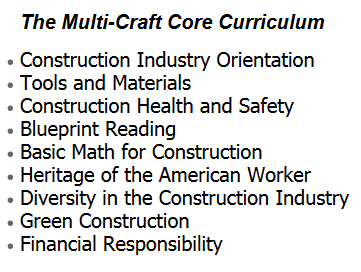 The Multi-Craft Core Curriculum
• Construction Industry Orientation
• Tools and Materials
• Construction Health and Safety
• Blueprint Reading
• Basic Math for Construction
• Heritage of the American Worker
• Diversity in the Construction Industry
• Green Construction
• Financial Responsibility